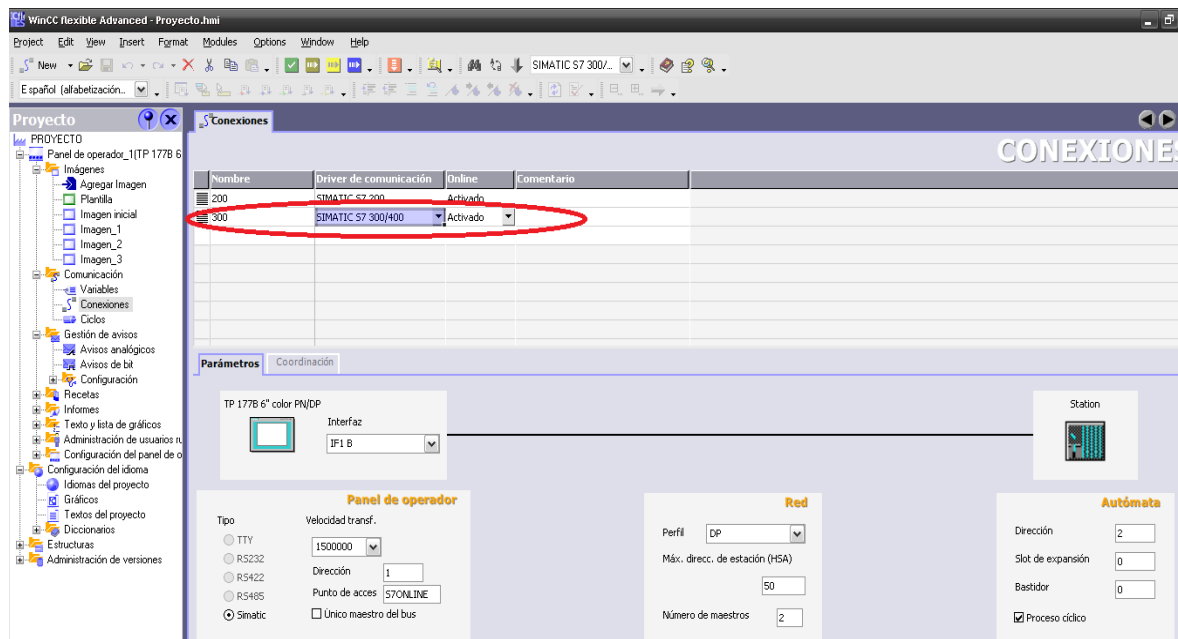 WinCC flexible Advanced - Proyecto.hmi
Project Edit View Insert Format Modules Options Window Help
New SIMATIC S7 300/...
Español (alfabetización...
Proyecto
PROYECTO
Panel de operador_1(TP 177B 6
Imágenes
Agregar Imagen
Plantilla
Imagen inicial
Imagen_1
Imagen_2
Imagen_3
Comunicación
Variables
Conexiones
Ciclos
Gestión de avisos
Avisos analógicos
Avisos de bit
Configuración
Recetas
Informes
Texto y lista de gráficos
Administración de usuarios ru
Configuración del panel de o
Configuración del idioma
Idiomas del proyecto
Gráficos
Textos del proyecto
Diccionarios
Estructuras
Administración de versiones
Conexiones
CONEXIONES
Nombre Driver de comunicación Online Comentario
200 SIMATIC S7 200 Activado
300 SIMATIC S7 300/400 Activado
Parámetros Coordinación
TP 177B 6" color PN/DP
Interfaz
IF1 B
Station
Panel de operador
Tipo
TTY
RS232
RS422
RS485
Simatic
Velocidad transf.
1500000
Dirección 1
Punto de acces S7ONLINE
Único maestro del bus
Red
Perfil DP
Máx. direcc. de estación (HSA)
50
Número de maestros 2
Autómata
Dirección 2
Slot de expansión 0
Bastidor 0
Proceso cíclico